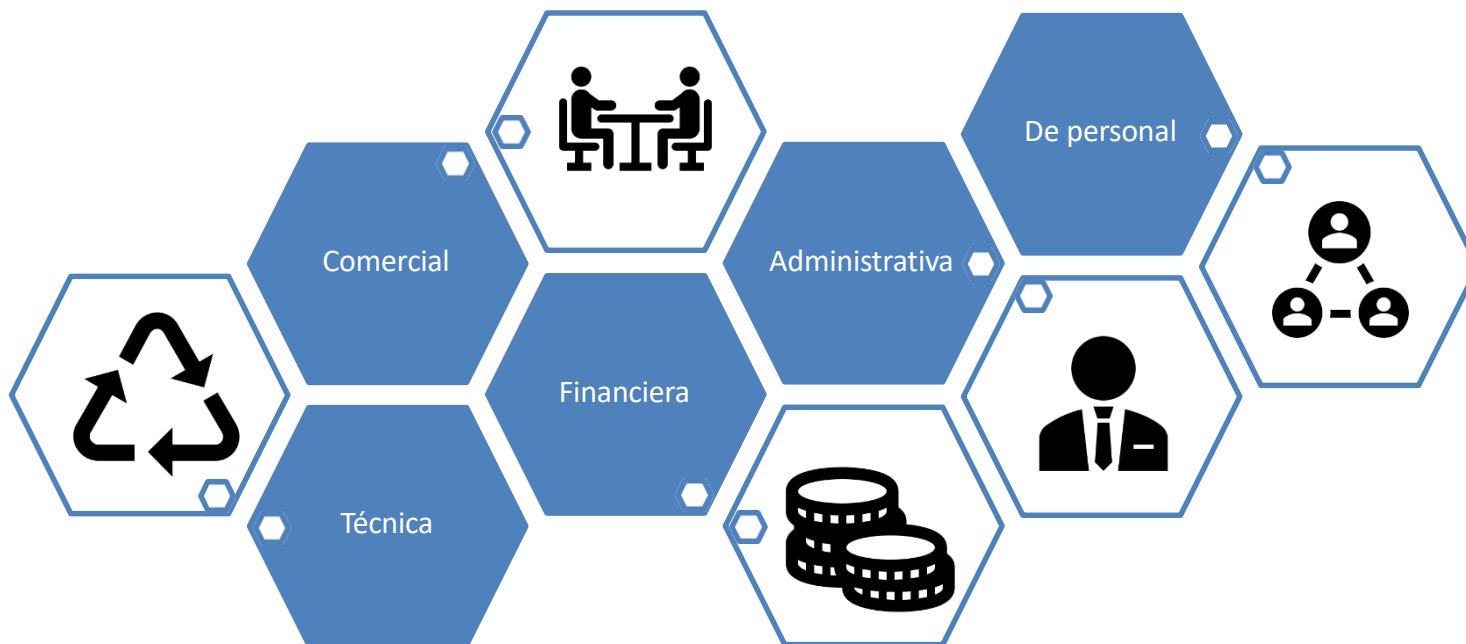 De personal
Comercial
Administrativa
Financiera
Técnica